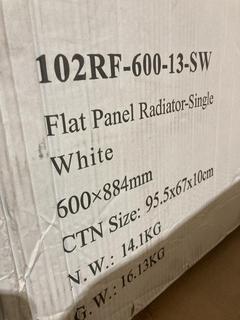 102RF-600-13-SW
Flat Panel Radiator-Single
White
600×884mm
CTN Size: 95.5x67x10cm
N. W.: 14.1KG
G. W.: 16.13KG